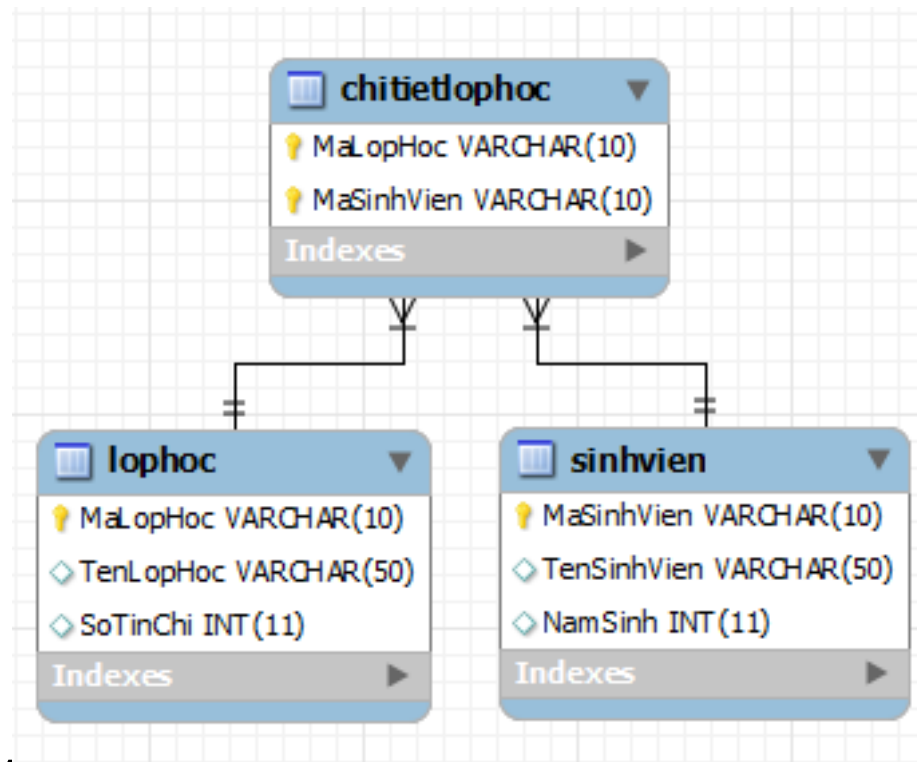 chitietlophoc
MaLopHoc VARCHAR(10)
MaSinhVien VARCHAR(10)
Indexes
lophoc
MaLopHoc VARCHAR(10)
TenLopHoc VARCHAR(50)
SoTinChi INT(11)
Indexes
sinhvien
MaSinhVien VARCHAR(10)
TenSinhVien VARCHAR(50)
NamSinh INT(11)
Indexes